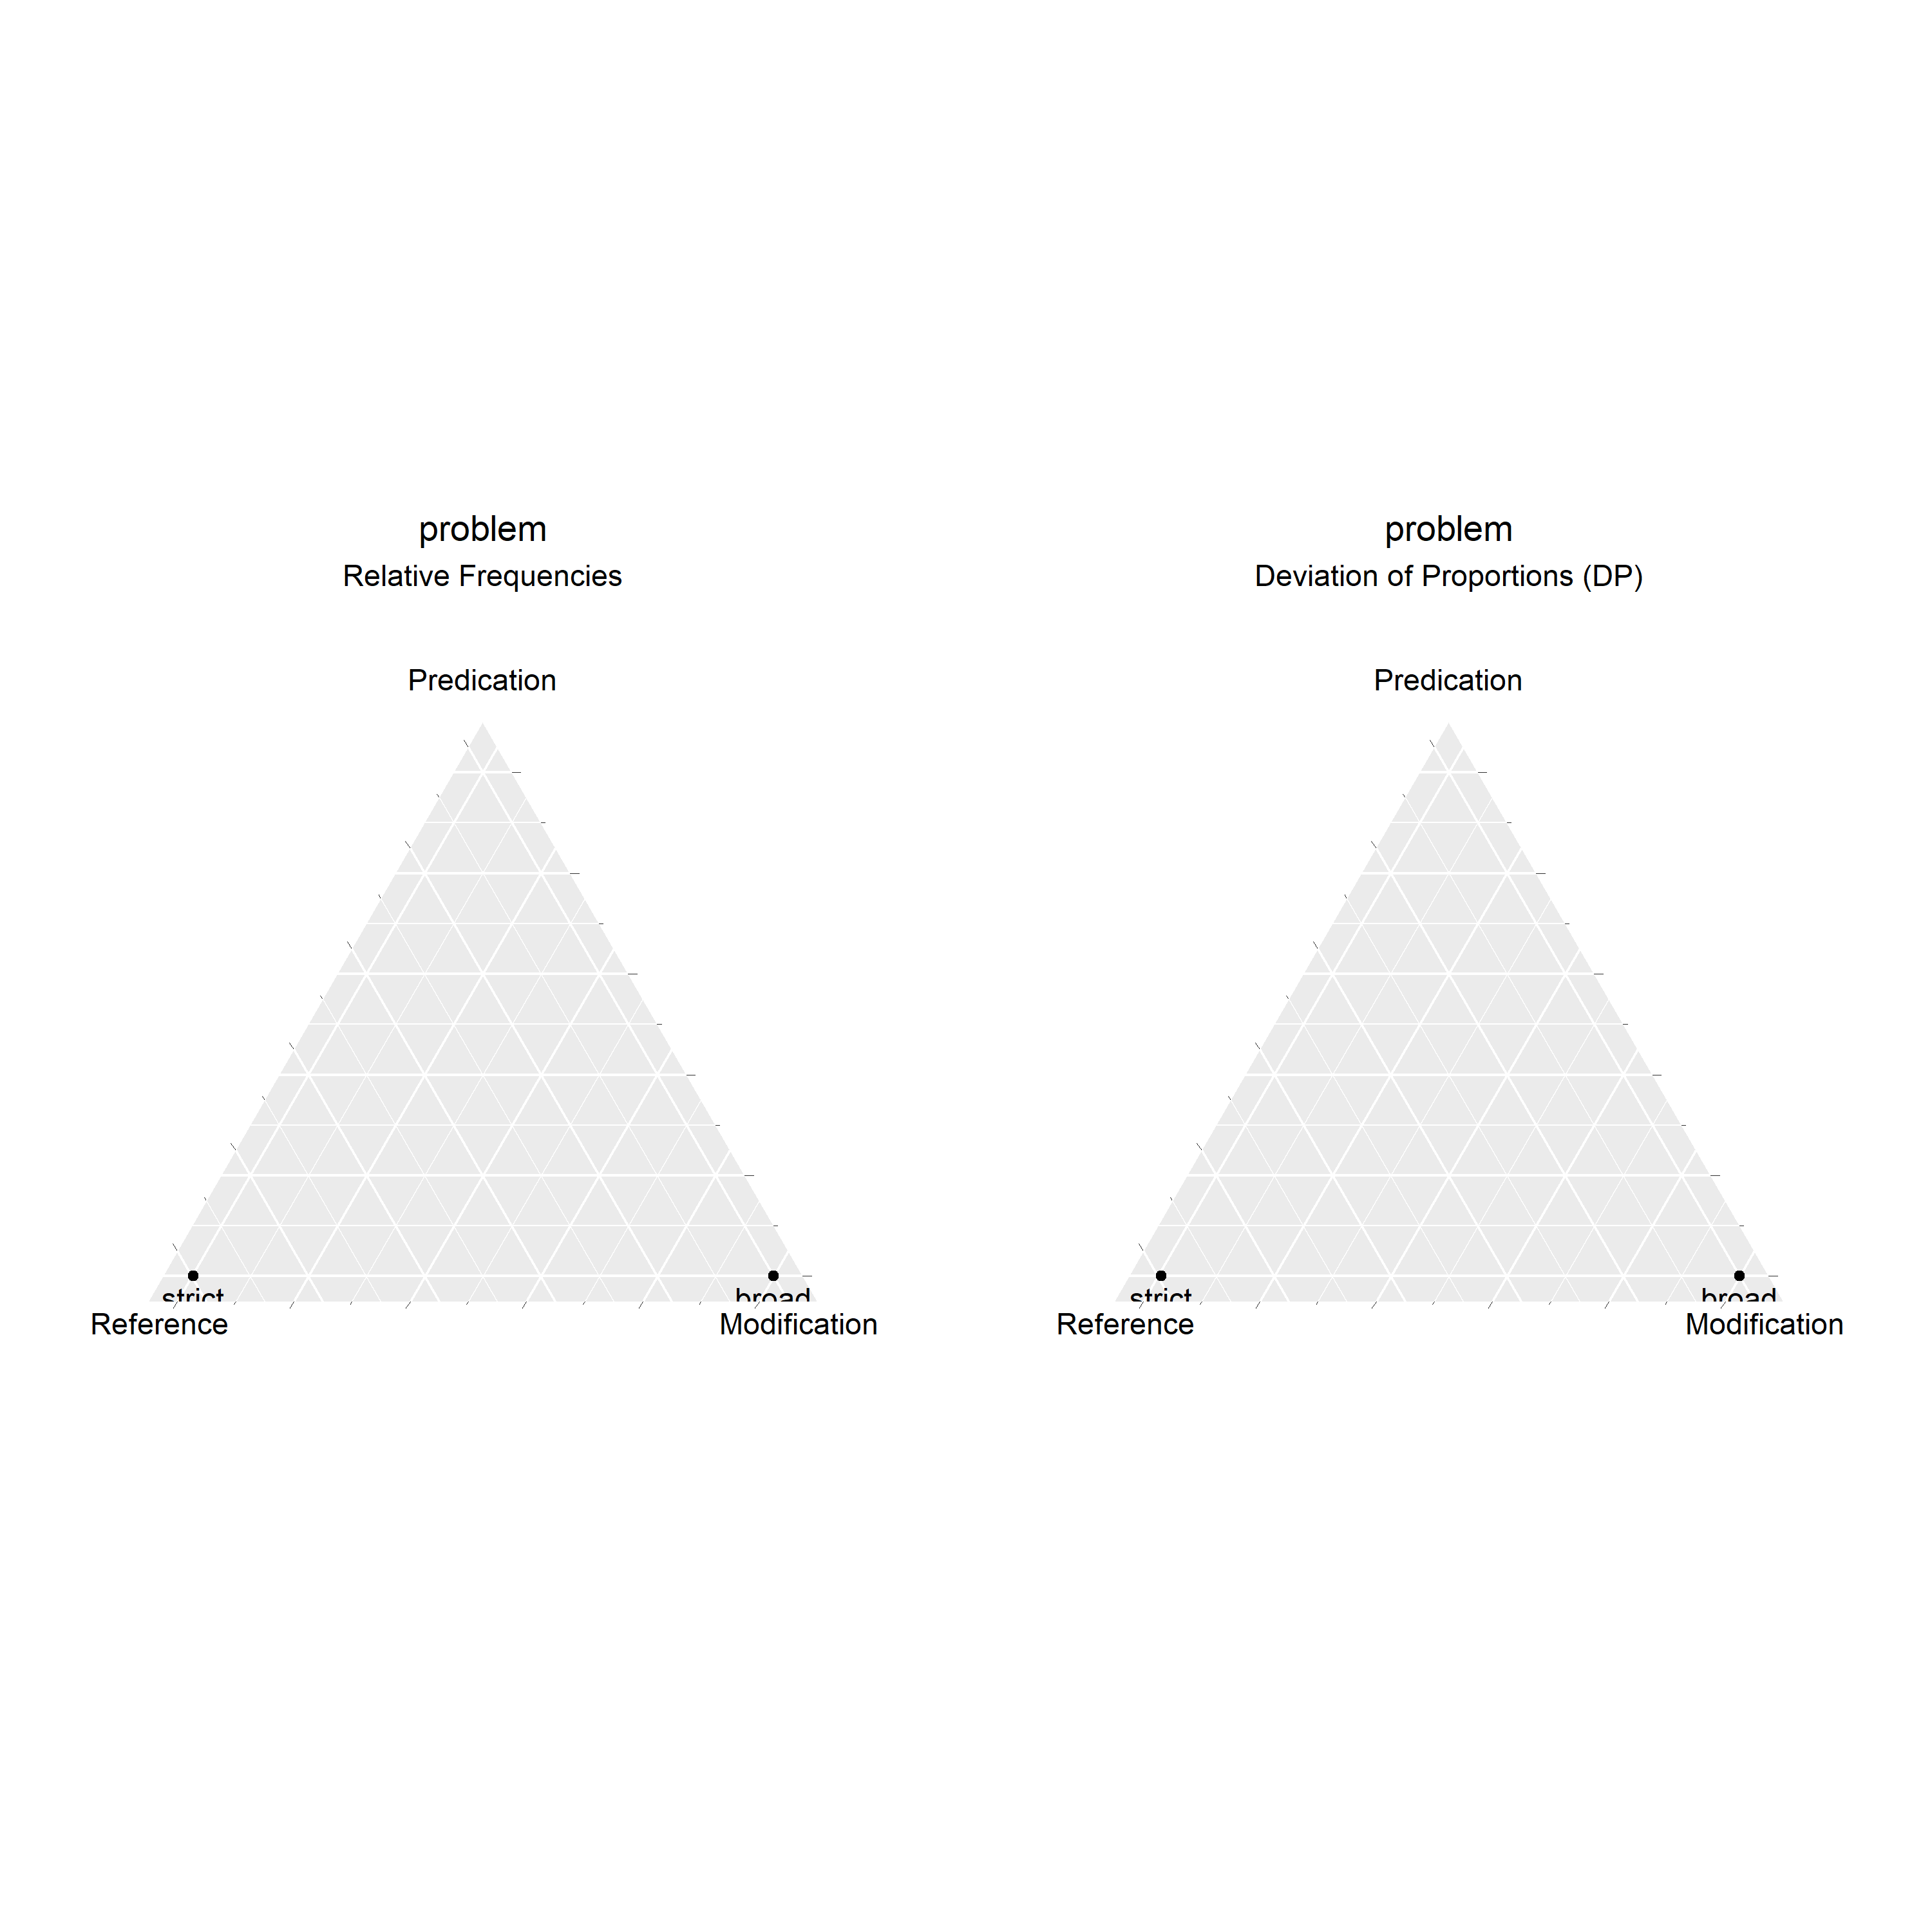 problem
Relative Frequencies
Predication
strict
broad
Reference
Modification
problem
Deviation of Proportions (DP)
Predication
strict
broad
Reference
Modification